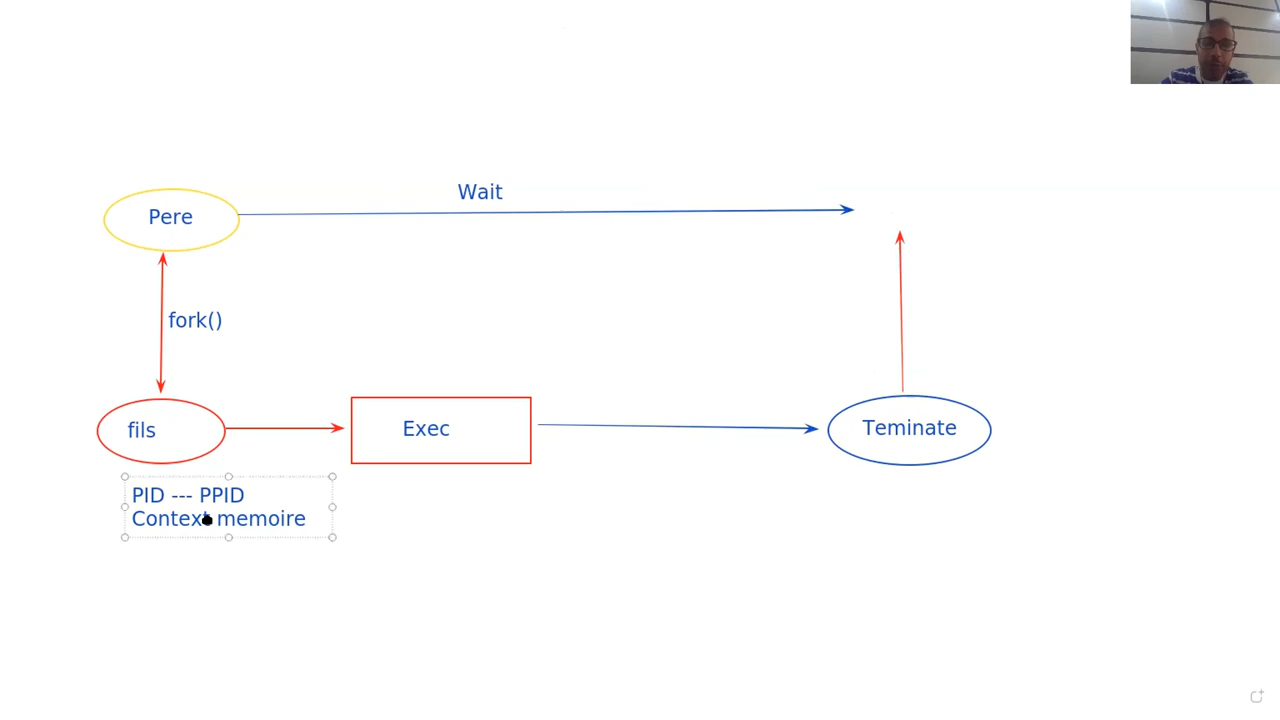 Wait
Pere
fork()
fils
Exec
Teminate
PID --- PPID
Context memoire